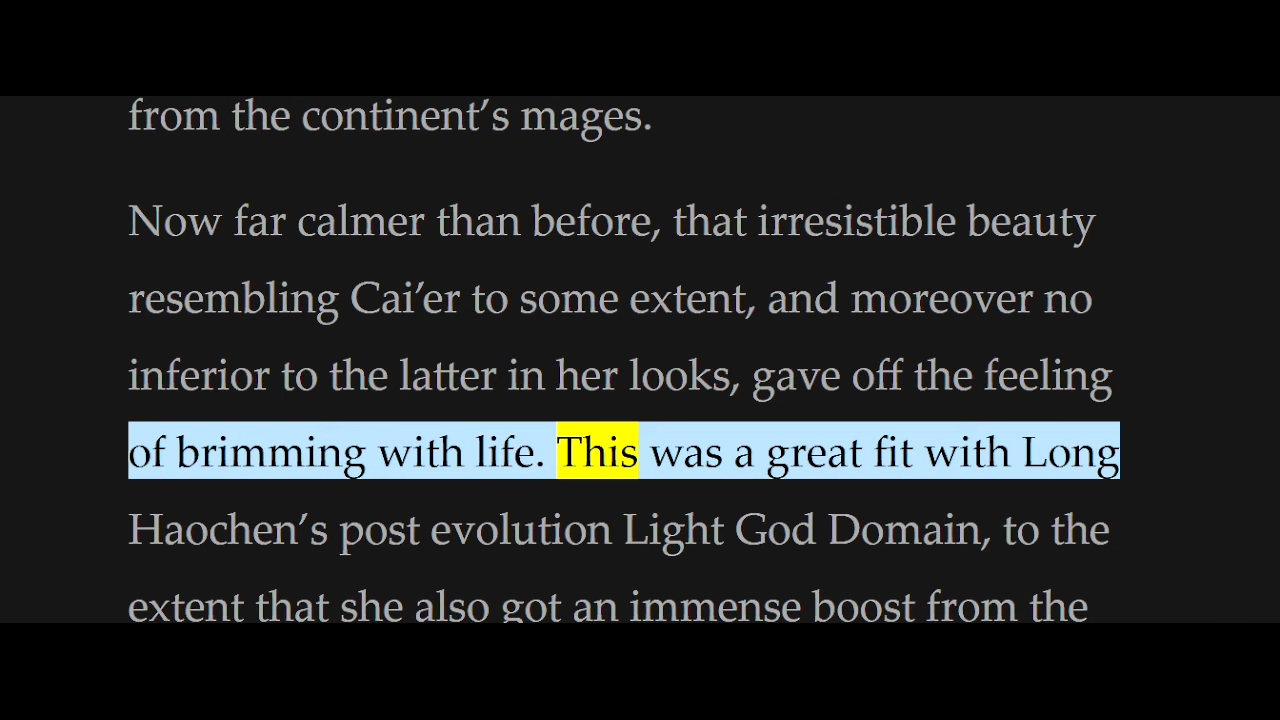 from the continent’s mages.
Now far calmer than before, that irresistible beauty
resembling Cai’er to some extent, and moreover no
inferior to the latter in her looks, gave off the feeling
of brimming with life. This was a great fit with Long
Haochen’s post evolution Light God Domain, to the
extent that she also got an immense boost from the